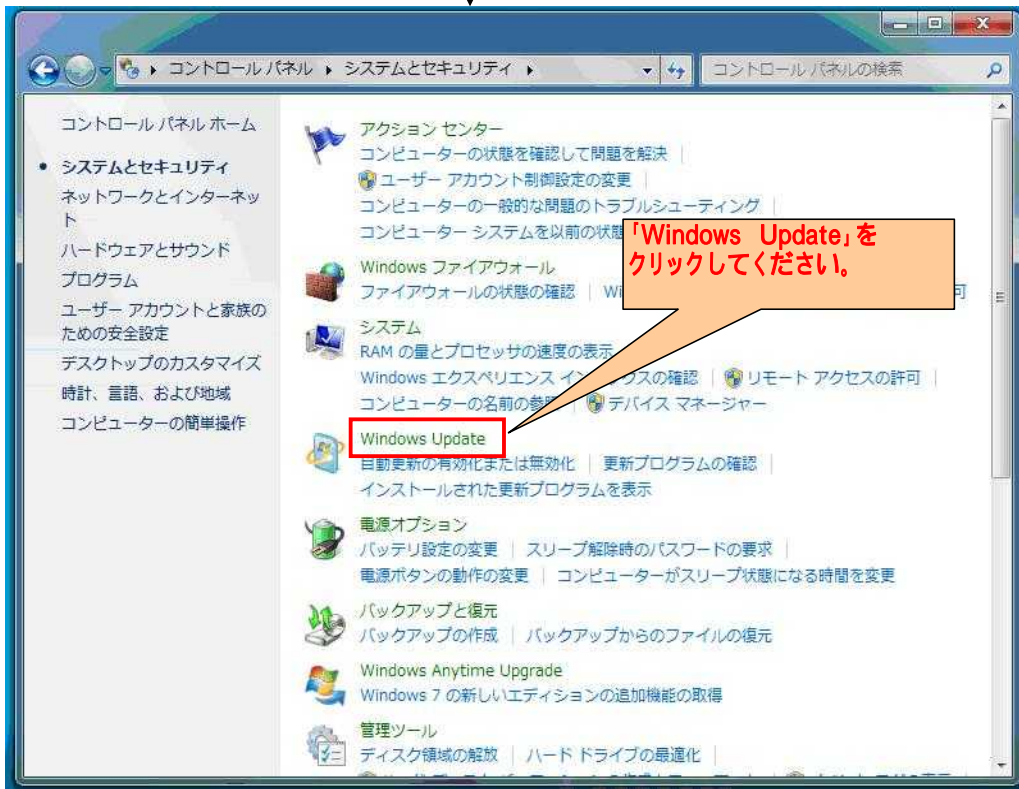 コントロール パネル ▸ システムとセキュリティ ▸
コントロール パネルの検索
コントロール パネル ホーム
• システムとセキュリティ
ネットワークとインターネッ
ト
ハードウェアとサウンド
プログラム
ユーザー アカウントと家族の
ための安全設定
デスクトップのカスタマイズ
時計、言語、および地域
コンピューターの簡単操作
アクション センター
コンピューターの状態を確認して問題を解決
ユーザー アカウント制御設定の変更
コンピューターの一般的な問題のトラブルシューティング
コンピューター システムを以前の状態
「Windows Update」を
クリックしてください。
Windows ファイアウォール
ファイアウォールの状態の確認 | Wi 可
システム
RAM の量とプロセッサの速度の表示
Windows エクスペリエンス イン クスの確認 | リモート アクセスの許可
コンピューターの名前の参照 | デバイス マネージャー
Windows Update
自動更新の有効化または無効化 | 更新プログラムの確認
インストールされた更新プログラムを表示
電源オプション
バッテリ設定の変更 | スリープ解除時のパスワードの要求
電源ボタンの動作の変更 | コンピューターがスリープ状態になる時間を変更
バックアップと復元
バックアップの作成 | バックアップからのファイルの復元
Windows Anytime Upgrade
Windows 7 の新しいエディションの追加機能の取得
管理ツール
ディスク領域の解放 | ハード ドライブの最適化